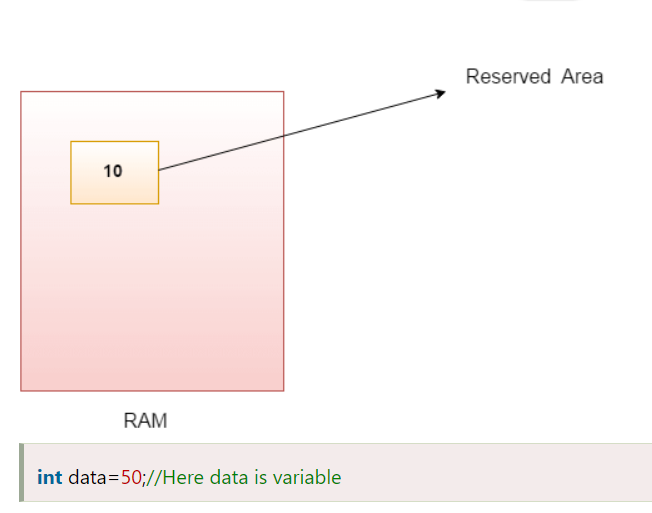 Reserved Area
10
RAM
int data=50;//Here data is variable